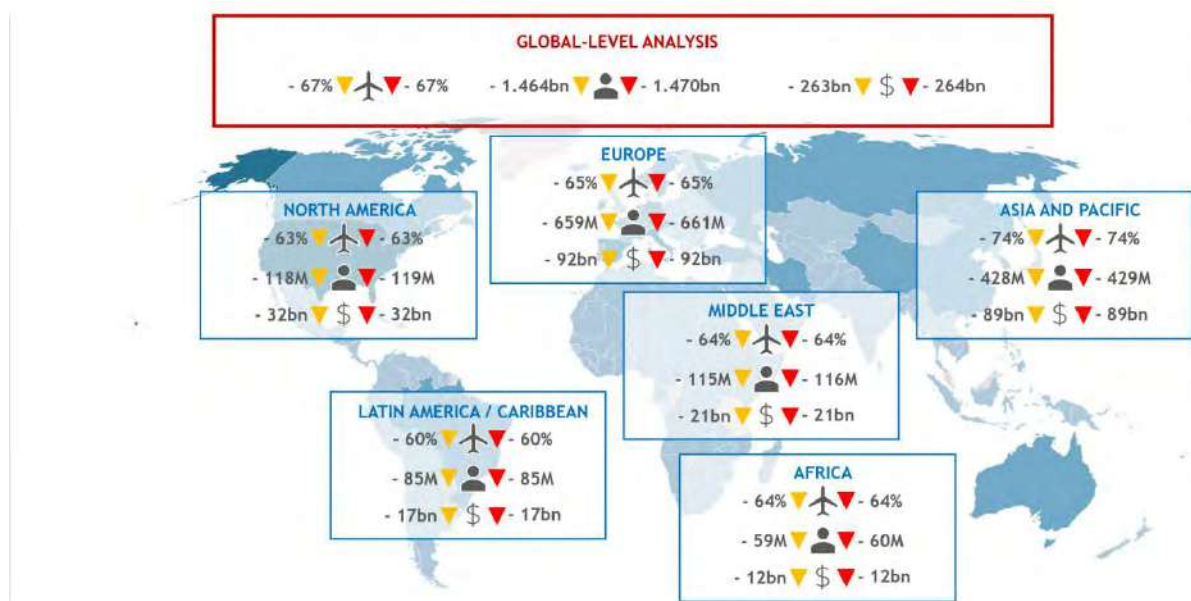 GLOBAL-LEVEL ANALYSIS
- 67% - 67% - 1.464bn - 1.470bn - 263bn $ - 264bn
EUROPE
- 65% - 65%
- 659M - 661M
- 92bn $ - 92bn
NORTH AMERICA
- 63% - 63%
- 118M - 119M
- 32bn $ - 32bn
ASIA AND PACIFIC
- 74% - 74%
- 428M - 429M
- 89bn $ - 89bn
MIDDLE EAST
- 64% - 64%
- 115M - 116M
- 21bn $ - 21bn
LATIN AMERICA / CARIBBEAN
- 60% - 60%
- 85M - 85M
- 17bn $ - 17bn
AFRICA
- 64% - 64%
- 59M - 60M
- 12bn $ - 12bn